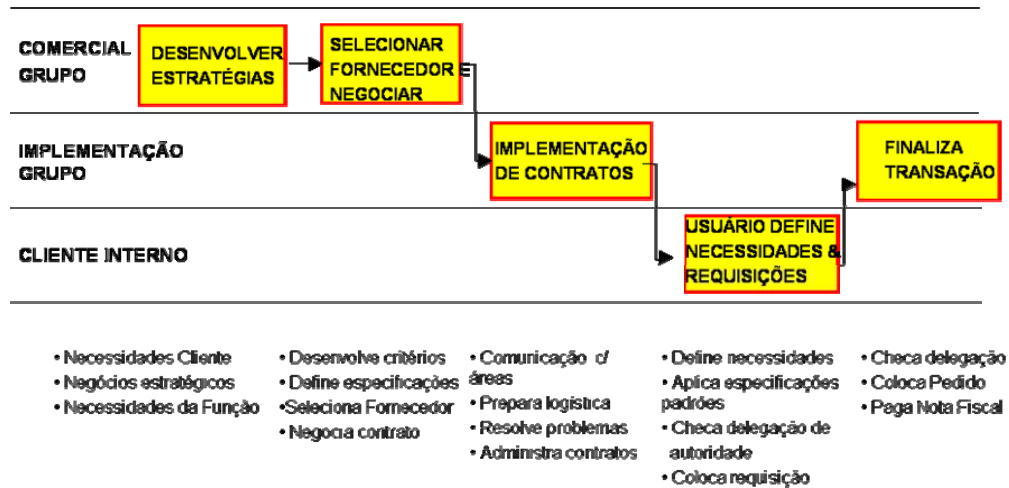 COMERCIAL
GRUPO
DESENVOLVER
ESTRATÉGIAS
SELECIONAR
FORNECEDOR E
NEGOCIAR
IMPLEMENTAÇÃO
GRUPO
IMPLEMENTAÇÃO
DE CONTRATOS
FINALIZA
TRANSAÇÃO
CLIENTE INTERNO
USUÁRIO DEFINE
NECESSIDADES &
REQUISIÇÕES
• Necessidades Cliente
• Negócios estratégicos
• Necessidades da Função
• Desenvolve critérios
• Define especificações
•Seleciona Fornecedor
• Negocia contrato
• Comunicação c/
áreas
• Prepara logística
• Resolve problemas
• Administra contratos
• Define necessidades
• Aplica especificações
padrões
• Checa delegação de
autoridade
• Coloca requisição
• Checa delegação
• Coloca Pedido
• Paga Nota Fiscal